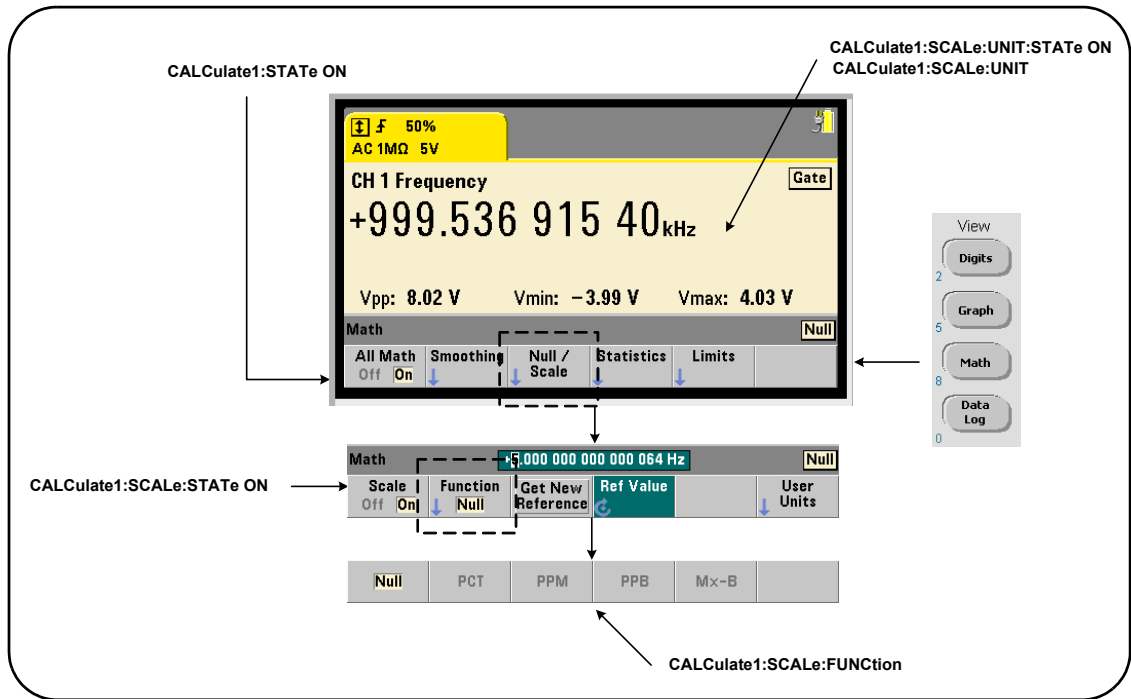 CALCulate1:STATe ON
CALCulate1:SCALe:UNIT:STATe ON
CALCulate1:SCALe:UNIT
50%
AC 1MΩ 5V
CH 1 Frequency
Gate
+999.536 915 40kHz
Vpp: 8.02 V Vmin: −3.99 V Vmax: 4.03 V
Math Null
All Math Smoothing Null / Statistics Limits
Off On Scale
View
Digits
2
Graph
5
Math
8
Data
Log
0
Math 5.000 000 000 000 064 Hz Null
CALCulate1:SCALe:STATe ON
Scale Function Get New Ref Value User
Off On Null Reference Units
Null PCT PPM PPB Mx-B
CALCulate1:SCALe:FUNCtion